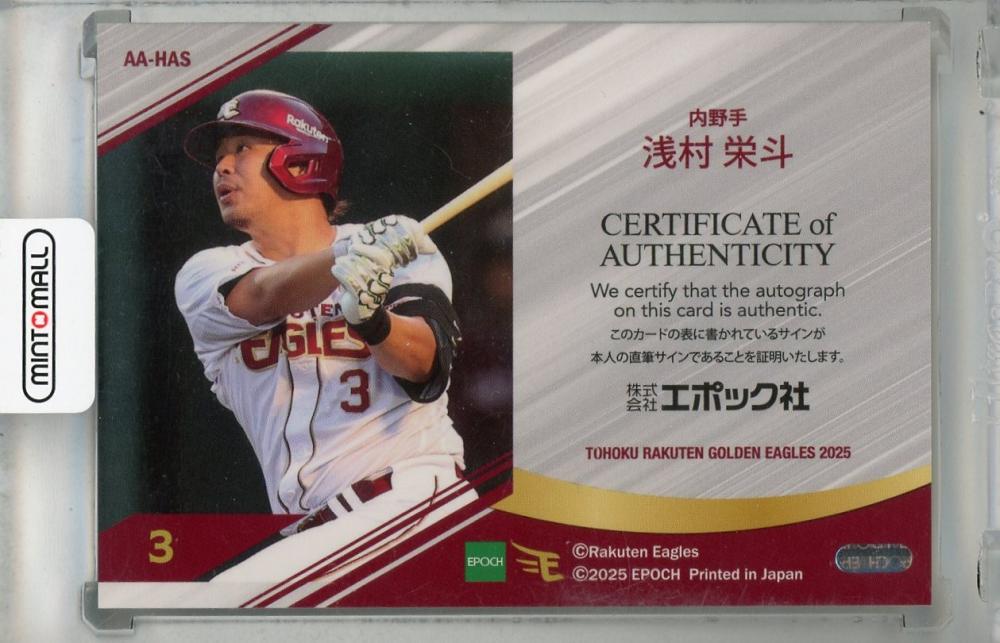 AA-HAS
Rakuten
EAGLES
3
3
内野手
浅村 栄斗
CERTIFICATE of
AUTHENTICITY
We certify that the autograph
on this card is authentic.
このカードの表に書かれているサインが
本人の直筆サインであることを証明いたします。
株式会社 エポック社
TOHOKU RAKUTEN GOLDEN EAGLES 2025
EPOCH
©Rakuten Eagles
©2025 EPOCH Printed in Japan
MINTOMALL